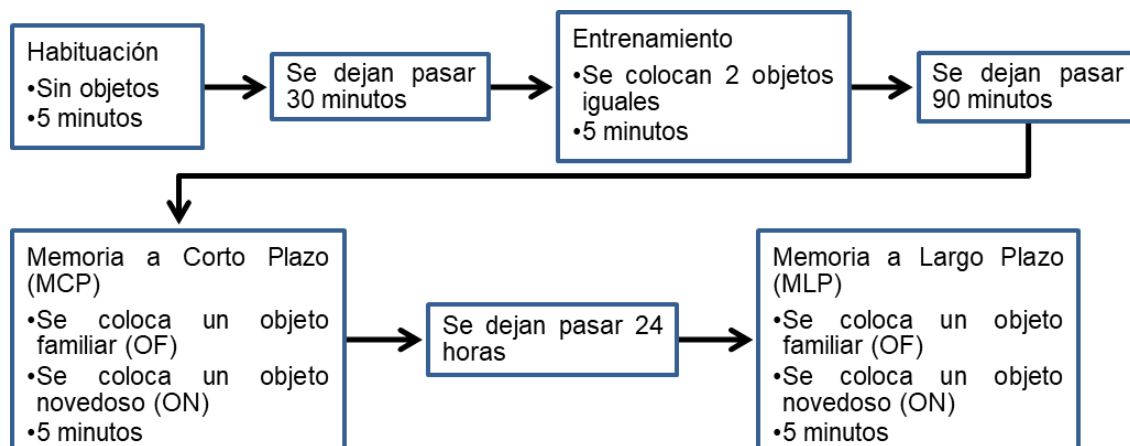 Habituación
•Sin objetos
•5 minutos
Se dejan pasar
30 minutos
Entrenamiento
•Se colocan 2 objetos
iguales
•5 minutos
Se dejan pasar
90 minutos
Memoria a Corto Plazo
(MCP)
•Se coloca un objeto
familiar (OF)
•Se coloca un objeto
novedoso (ON)
•5 minutos
Se dejan pasar 24
horas
Memoria a Largo Plazo
(MLP)
•Se coloca un objeto
familiar (OF)
•Se coloca un objeto
novedoso (ON)
•5 minutos